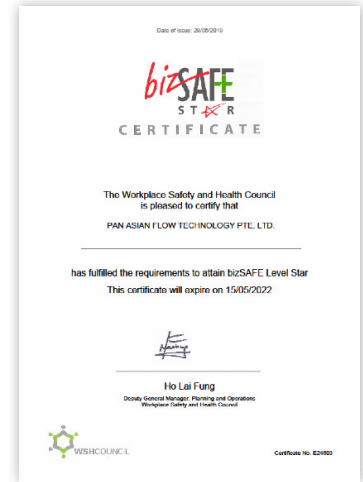 Date of Issue: 29/05/2019
bizSAFE
STAR
CERTIFICATE
The Workplace Safety and Health Council
is pleased to certify that
PAN ASIAN FLOW TECHNOLOGY PTE. LTD.
has fulfilled the requirements to attain bizSAFE Level Star
This certificate will expire on 15/05/2022
Ho Lai Fung
Deputy General Manager, Planning and Operations
Workplace Safety and Health Council
WSHCOUNCIL
Certificate No.